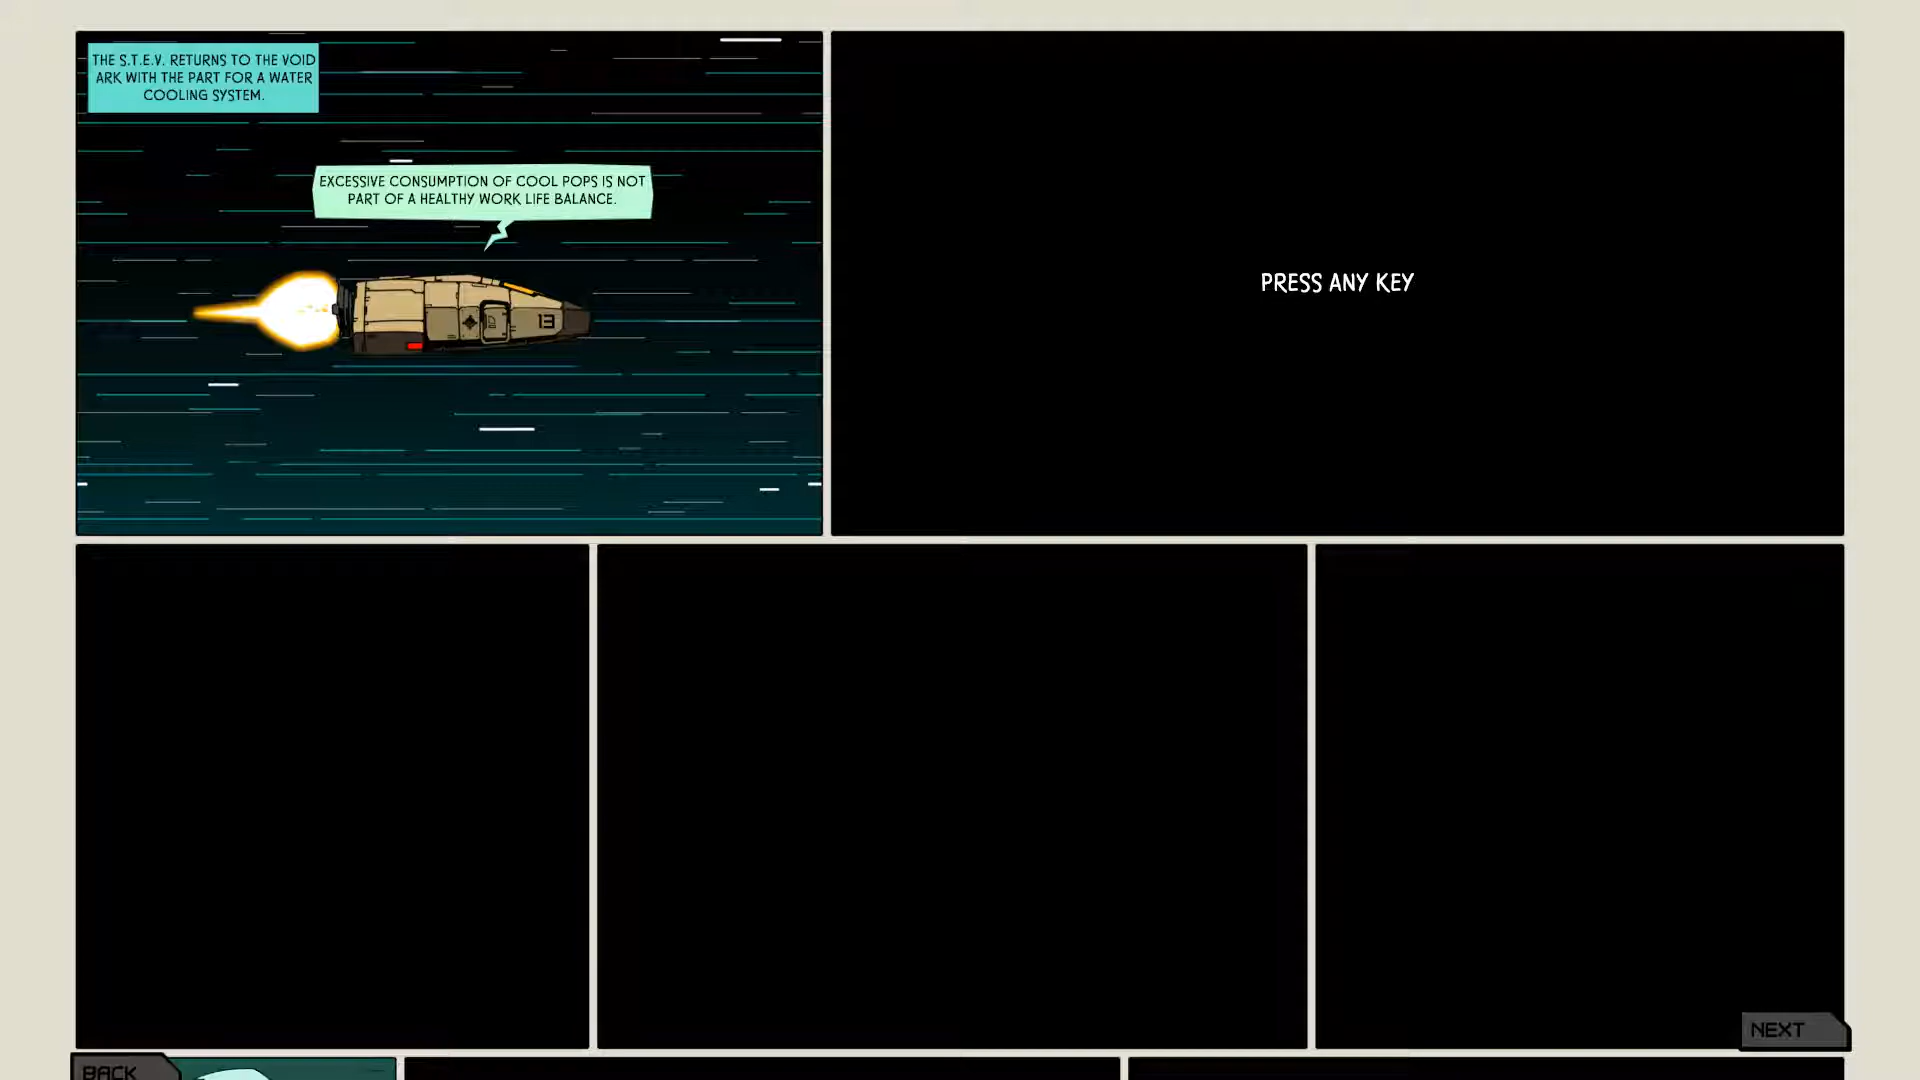 THE S.T.E.V. RETURNS TO THE VOID
ARK WITH THE PART FOR A WATER
COOLING SYSTEM.
EXCESSIVE CONSUMPTION OF COOL POPS IS NOT
PART OF A HEALTHY WORK LIFE BALANCE.
13
PRESS ANY KEY
NEXT
BACK